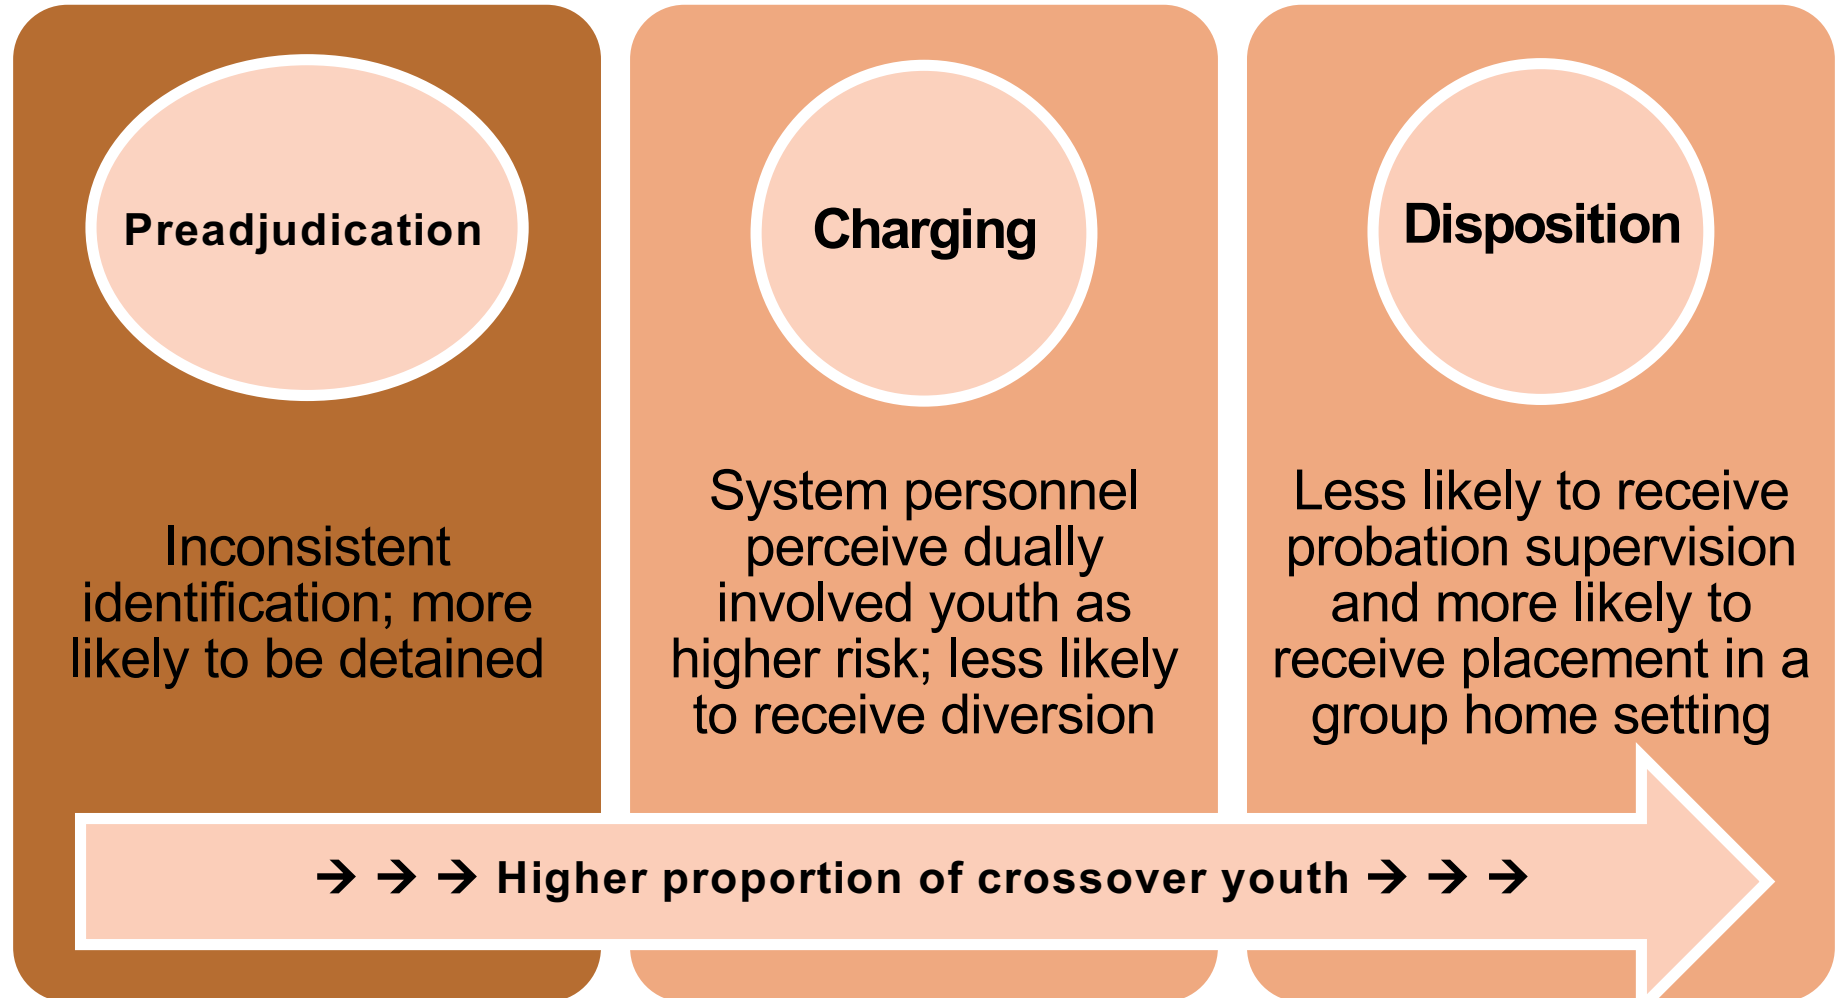 Preadjudication
Inconsistent
identification; more
likely to be detained
Charging
System personnel
perceive dually
involved youth as
higher risk; less likely
to receive diversion
Disposition
Less likely to receive
probation supervision
and more likely to
receive placement in a
group home setting
→ → → Higher proportion of crossover youth → → →